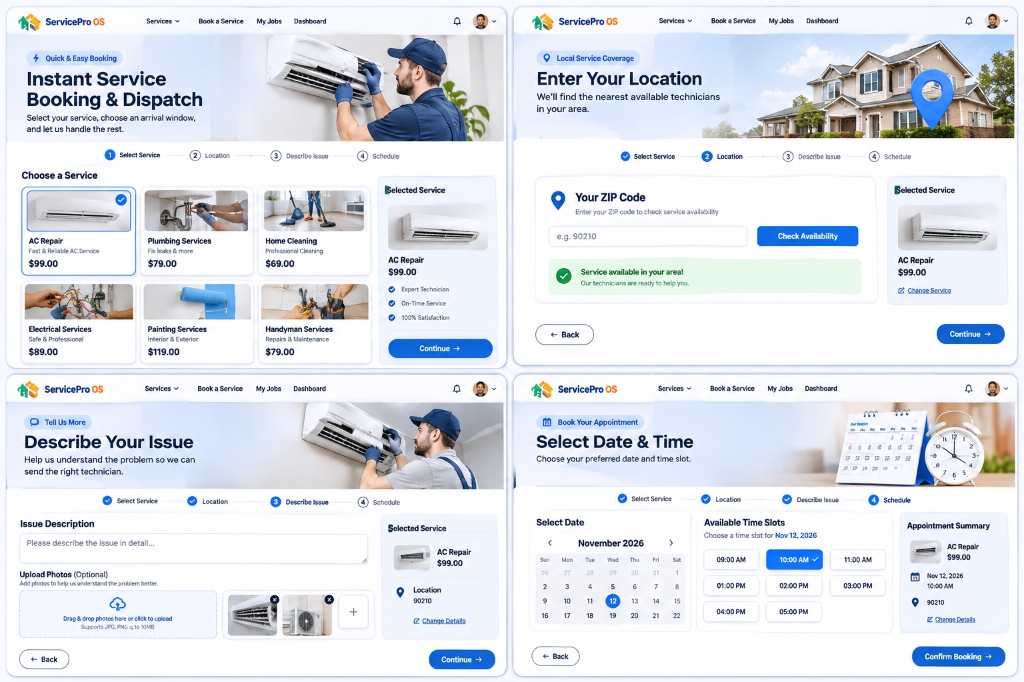 ServicePro OS
Services
Book a Service
My Jobs
Dashboard
Quick & Easy Booking
Instant Service
Booking & Dispatch
Select your service, choose an arrival window,
and let us handle the rest.
1 Select Service
2 Location
3 Describe Issue
4 Schedule
Choose a Service
AC Repair
Fast & Reliable AC Service
$99.00
Plumbing Services
Fix leaks & more
$79.00
Home Cleaning
Professional Cleaning
$69.00
Electrical Services
Safe & Professional
$89.00
Painting Services
Interior & Exterior
$119.00
Handyman Services
Repairs & Maintenance
$79.00
Selected Service
AC Repair
$99.00
Expert Technician
On-Time Service
100% Satisfaction
Continue →
ServicePro OS
Services
Book a Service
My Jobs
Dashboard
Local Service Coverage
Enter Your Location
We'll find the nearest available technicians
in your area.
Select Service
2 Location
3 Describe Issue
4 Schedule
Your ZIP Code
Enter your ZIP code to check service availability
e.g. 90210
Check Availability
Service available in your area!
Our technicians are ready to help you.
Selected Service
AC Repair
$99.00
Change Service
← Back
Continue →
ServicePro OS
Services
Book a Service
My Jobs
Dashboard
Tell Us More
Describe Your Issue
Help us understand the problem so we can
send the right technician.
Select Service
Location
3 Describe Issue
4 Schedule
Issue Description
Please describe the issue in detail...
Upload Photos (Optional)
Add photos to help us understand the problem better.
Drag & drop photos here or click to upload
Supports JPG, PNG up to 10MB
Selected Service
AC Repair
$99.00
Location
90210
Change Details
← Back
Continue →
ServicePro OS
Services
Book a Service
My Jobs
Dashboard
Book Your Appointment
Select Date & Time
Choose your preferred date and time slot.
Select Service
Location
Describe Issue
4 Schedule
Select Date
November 2026
Sun Mon Tue Wed Thu Fri Sat
26 27 28 29 30 31 1
2 3 4 5 6 7 8
9 10 11 12 13 14 15
16 17 18 19 20 21 22
Available Time Slots
Choose a time slot for Nov 12, 2026
09:00 AM
10:00 AM
11:00 AM
01:00 PM
02:00 PM
03:00 PM
04:00 PM
05:00 PM
Appointment Summary
AC Repair
$99.00
Nov 12, 2026
10:00 AM
90210
Change Details
← Back
Confirm Booking →